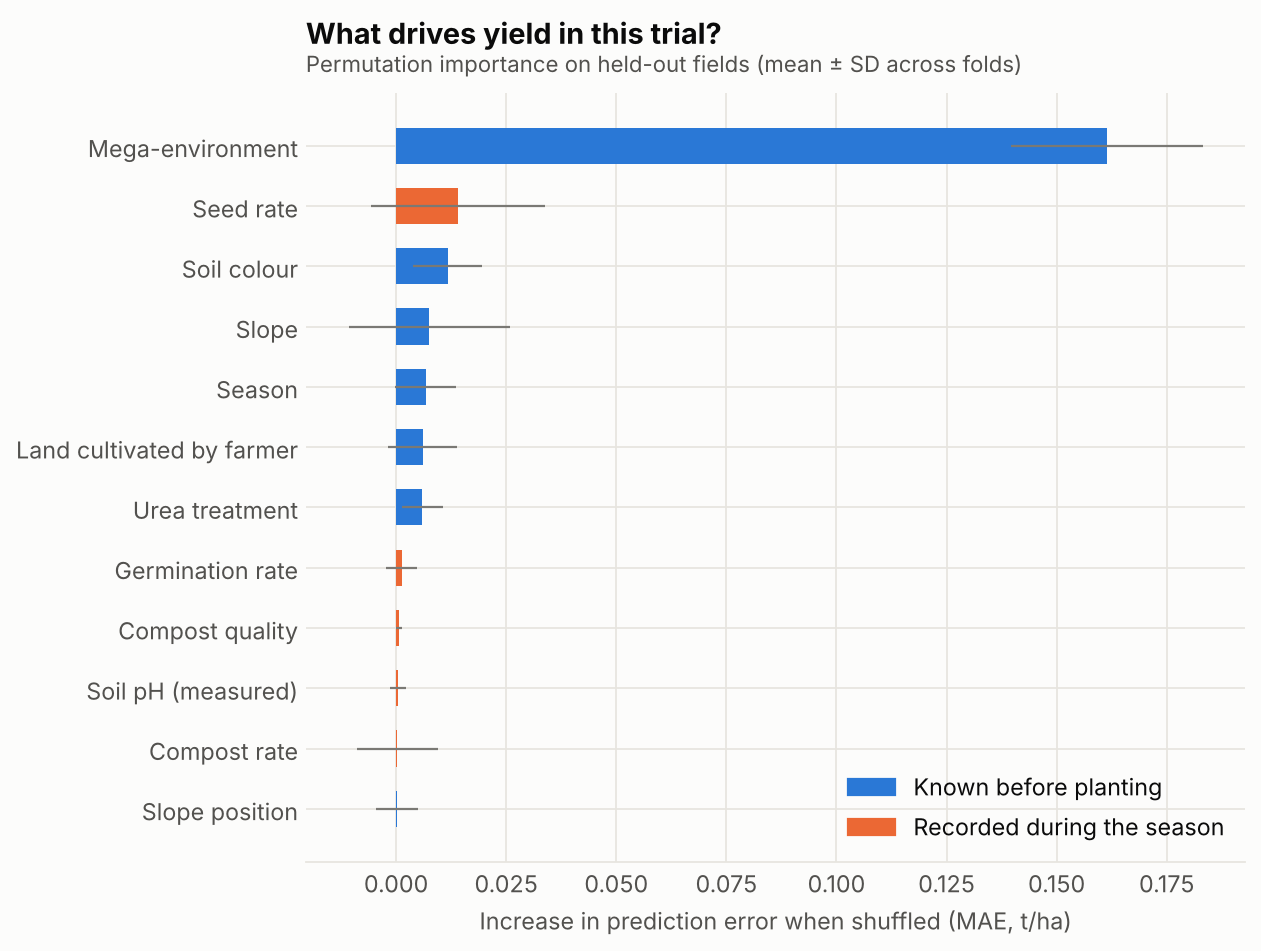 What drives yield in this trial?
Permutation importance on held-out fields (mean ± SD across folds)
Mega-environment
Seed rate
Soil colour
Slope
Season
Land cultivated by farmer
Urea treatment
Germination rate
Compost quality
Soil pH (measured)
Compost rate
Slope position
Known before planting
Recorded during the season
0.000 0.025 0.050 0.075 0.100 0.125 0.150 0.175
Increase in prediction error when shuffled (MAE, t/ha)